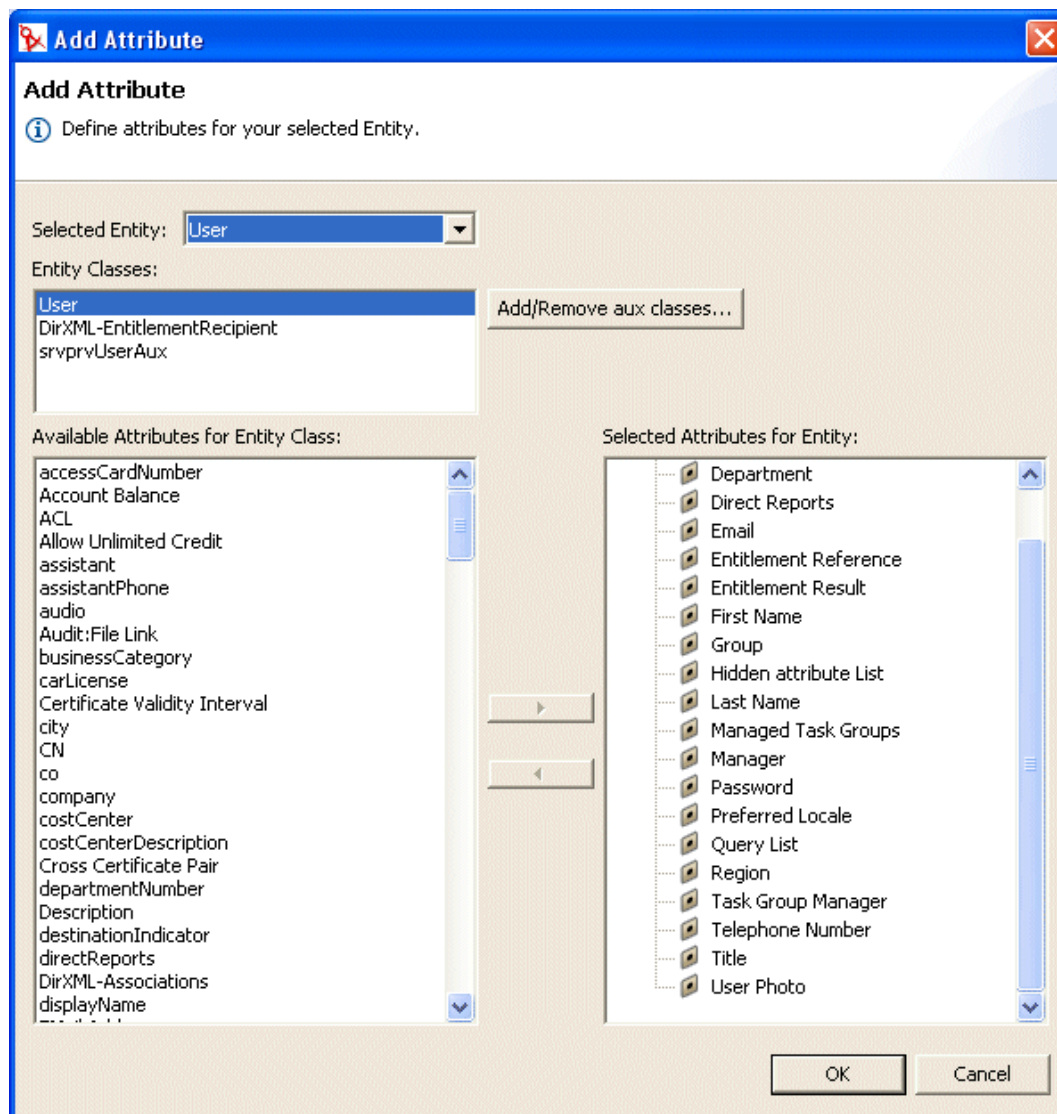 Add Attribute
Add Attribute
Define attributes for your selected Entity.
Selected Entity: User
Entity Classes:
User
DirXML-EntitlementRecipient
srvprvUserAux
Add/Remove aux classes...
Available Attributes for Entity Class:
accessCardNumber
Account Balance
ACL
Allow Unlimited Credit
assistant
assistantPhone
audio
Audit:File Link
businessCategory
carLicense
Certificate Validity Interval
city
CN
co
company
costCenter
costCenterDescription
Cross Certificate Pair
departmentNumber
Description
destinationIndicator
directReports
DirXML-Associations
displayName
Selected Attributes for Entity:
Department
Direct Reports
Email
Entitlement Reference
Entitlement Result
First Name
Group
Hidden attribute List
Last Name
Managed Task Groups
Manager
Password
Preferred Locale
Query List
Region
Task Group Manager
Telephone Number
Title
User Photo
OK
Cancel